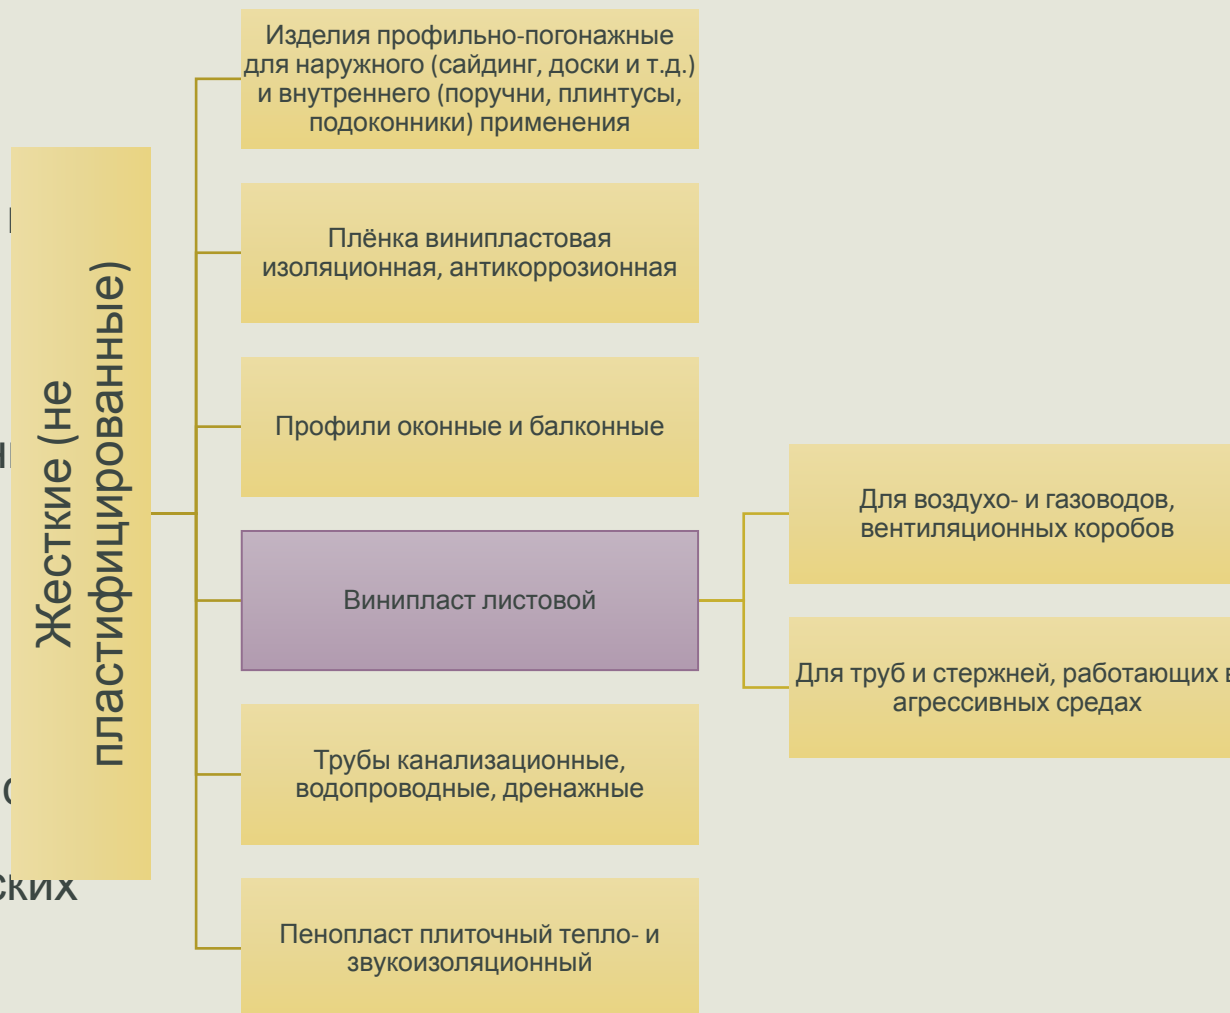 Изделия профильно-погонажные
для наружного (сайдинг, доски и т.д.)
и внутреннего (поручни, плинтусы,
подоконники) применения
Жесткие (не
пластифицированные)
Плёнка винипластовая
изоляционная, антикоррозионная
Профили оконные и балконные
Винипласт листовой
Для воздухо- и газоводов,
вентиляционных коробов
Для труб и стержней, работающих в
агрессивных средах
Трубы канализационные,
водопроводные, дренажные
Пенопласт плиточный тепло- и
звукоизоляционный